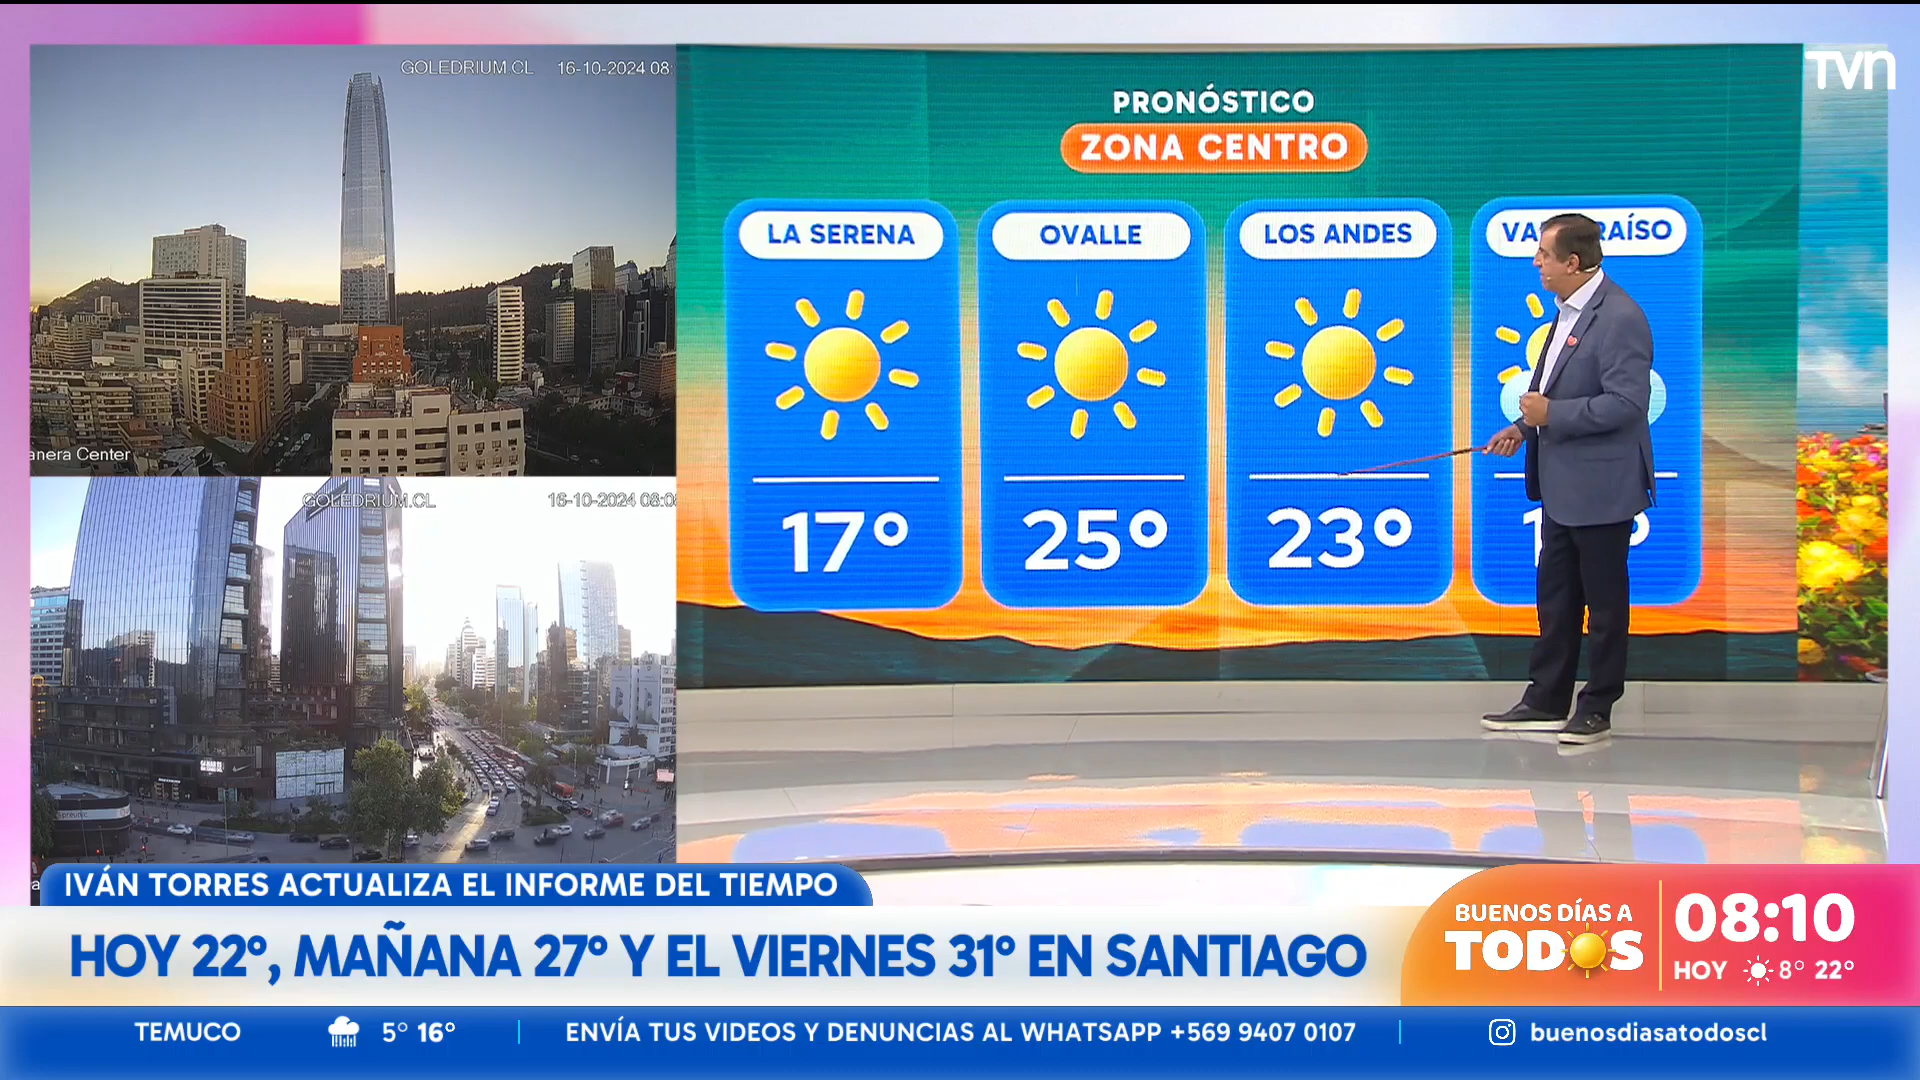 GOLEDRIUM.CL 16-10-2024 08:
anera Center
GOLEDRIUM.CL 16-10-2024 08:0
tvn
PRONÓSTICO
ZONA CENTRO
LA SERENA
OVALLE
LOS ANDES
VA RAÍSO
17°
25°
23°
1 °
IVÁN TORRES ACTUALIZA EL INFORME DEL TIEMPO
HOY 22°, MAÑANA 27° Y EL VIERNES 31° EN SANTIAGO
BUENOS DÍAS A
TODOS
08:10
HOY 8° 22°
TEMUCO 5° 16° ENVÍA TUS VIDEOS Y DENUNCIAS AL WHATSAPP +569 9407 0107 buenosdiasatodoscl